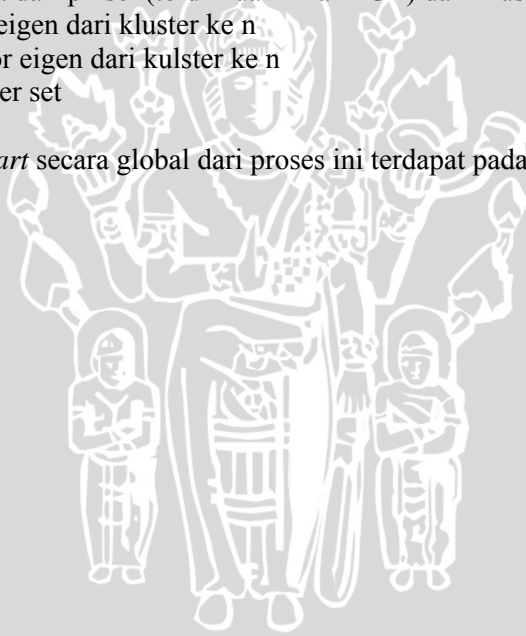 eigen dari kluster ke n
or eigen dari kulster ke n
er set
art secara global dari proses ini terdapat pada